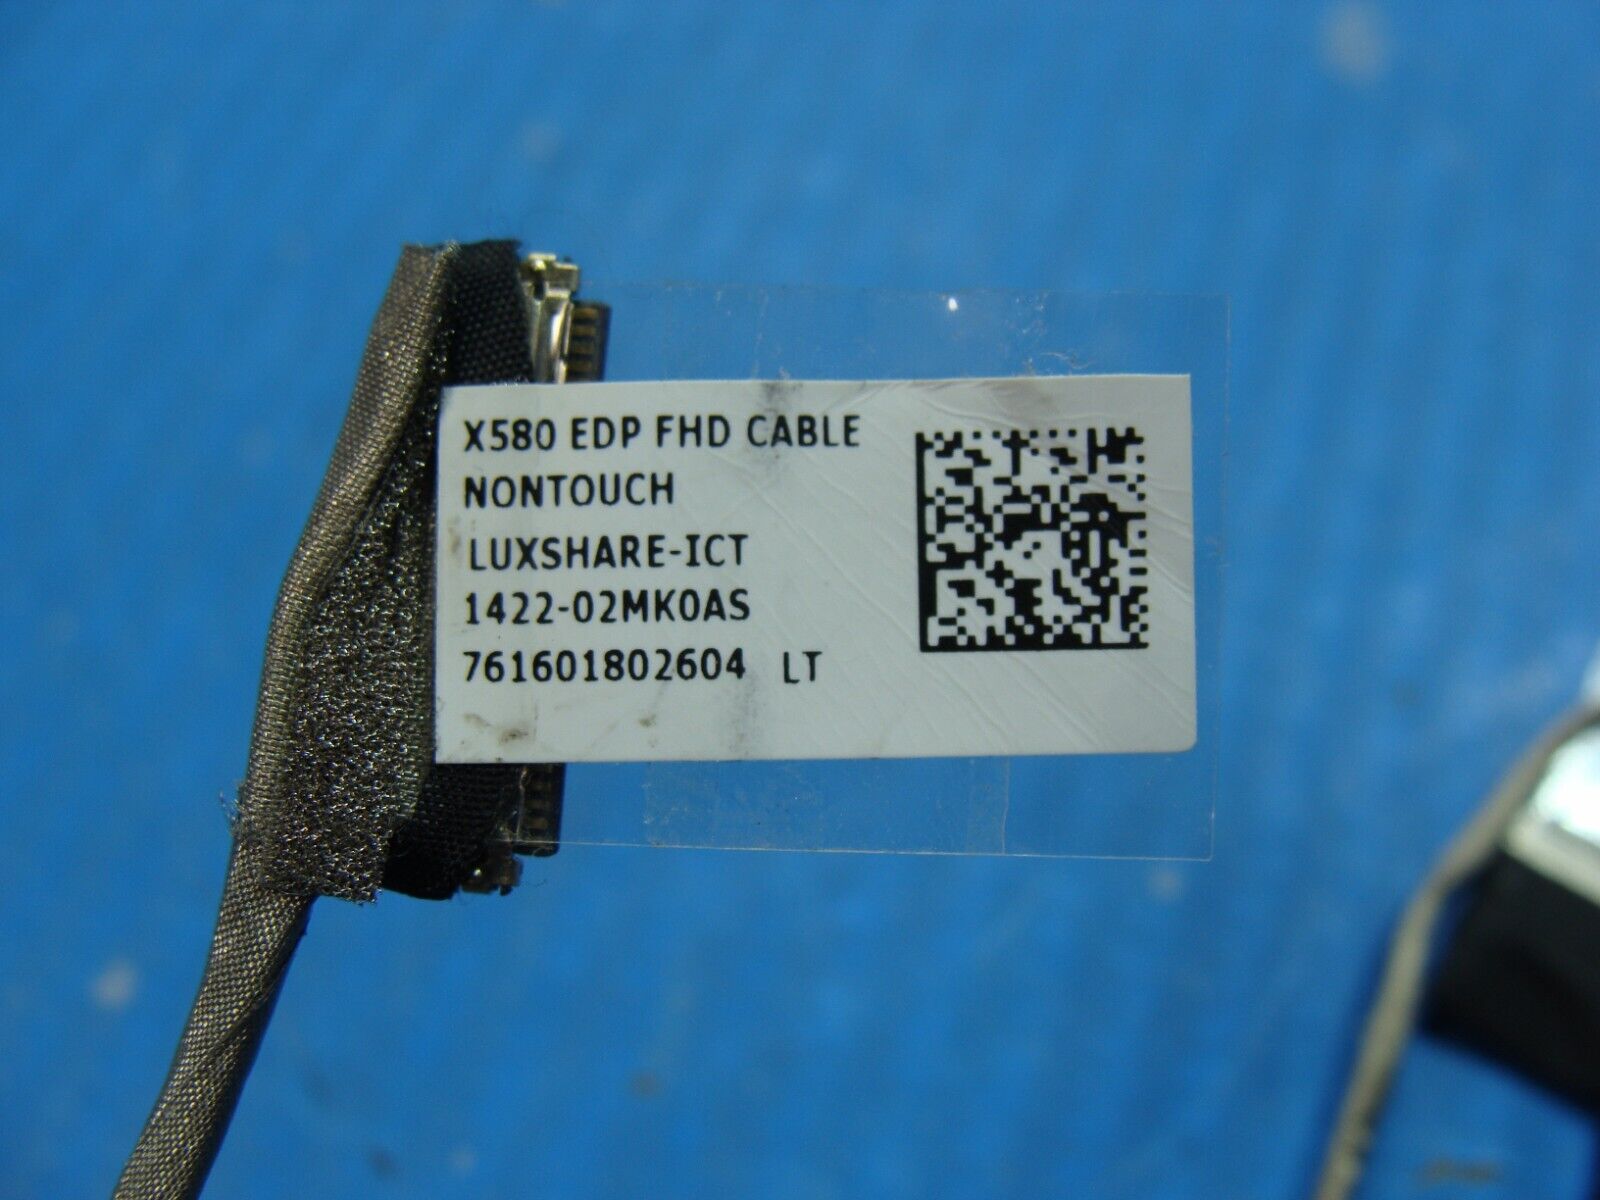 X580 EDP FHD CABLE
NONTOUCH
LUXSHARE-ICT
1422-02MK0AS
761601802604 LT